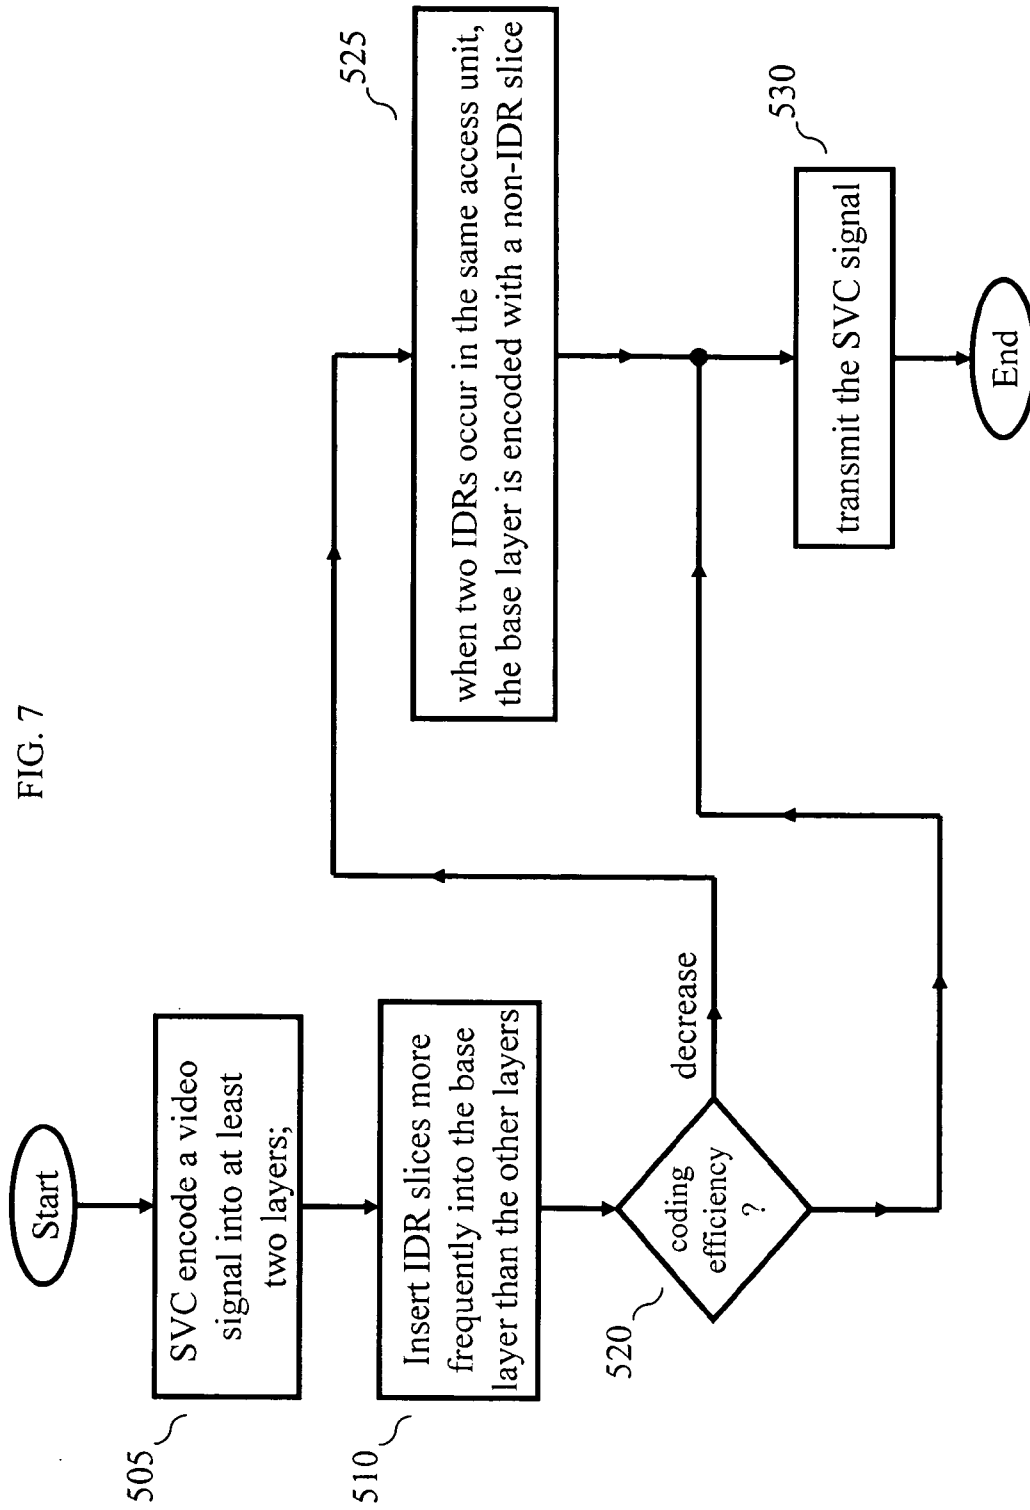 FIG. 7
Start
505
SVC encode a video
signal into at least
two layers;
510
Insert IDR slices more
frequently into the base
layer than the other layers
520
coding
efficiency
?
decrease
525
when two IDRs occur in the same access unit,
the base layer is encoded with a non-IDR slice
530
transmit the SVC signal
End